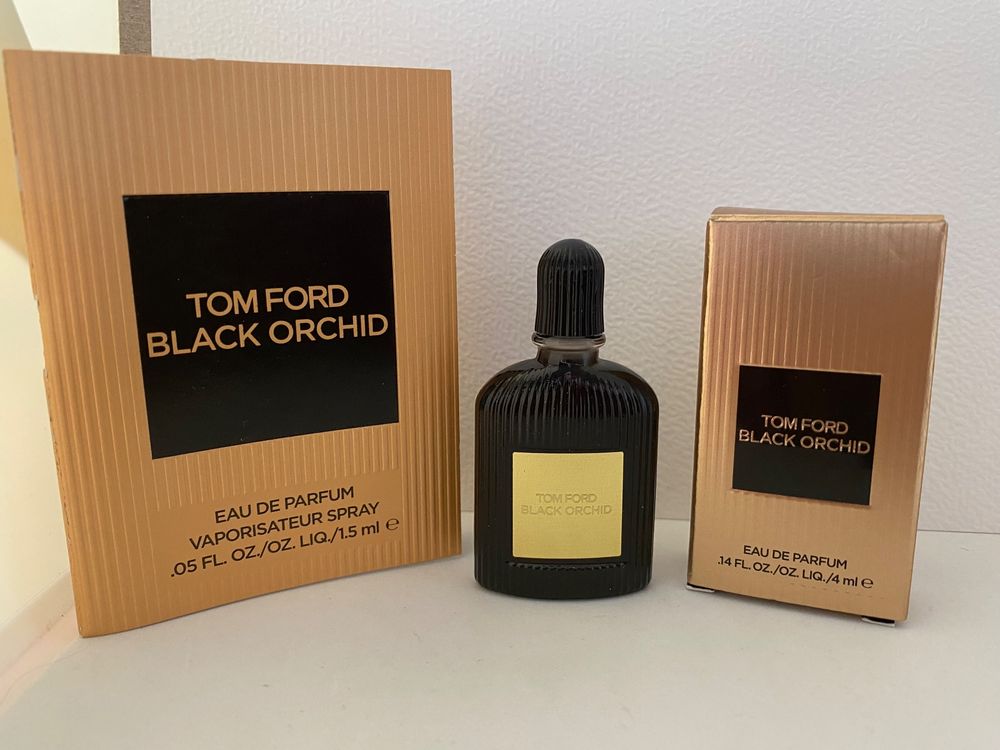 TOM FORD
BLACK ORCHID
EAU DE PARFUM
VAPORISATEUR SPRAY
.05 FL. OZ./OZ. LIQ./1.5 ml ℮
TOM FORD
BLACK ORCHID
TOM FORD
BLACK ORCHID
EAU DE PARFUM
.14 FL. OZ./OZ. LIQ./4 ml ℮